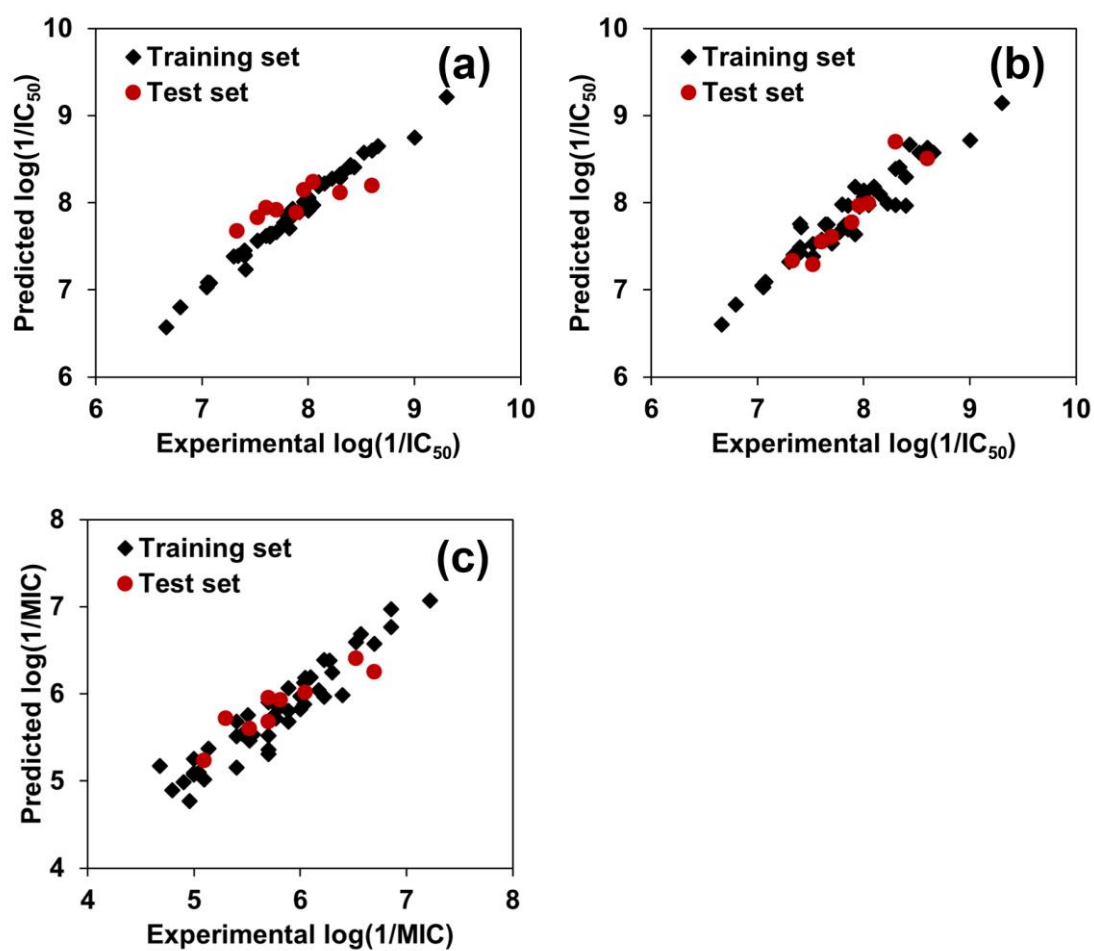 10
9
8
7
6
6 7 8 9 10
Predicted log(1/IC50)
Experimental log(1/IC50)
Training set
Test set
(a)
10
9
8
7
6
6 7 8 9 10
Predicted log(1/IC50)
Experimental log(1/IC50)
Training set
Test set
(b)
8
7
6
5
4
4 5 6 7 8
Predicted log(1/MIC)
Experimental log(1/MIC)
Training set
Test set
(c)